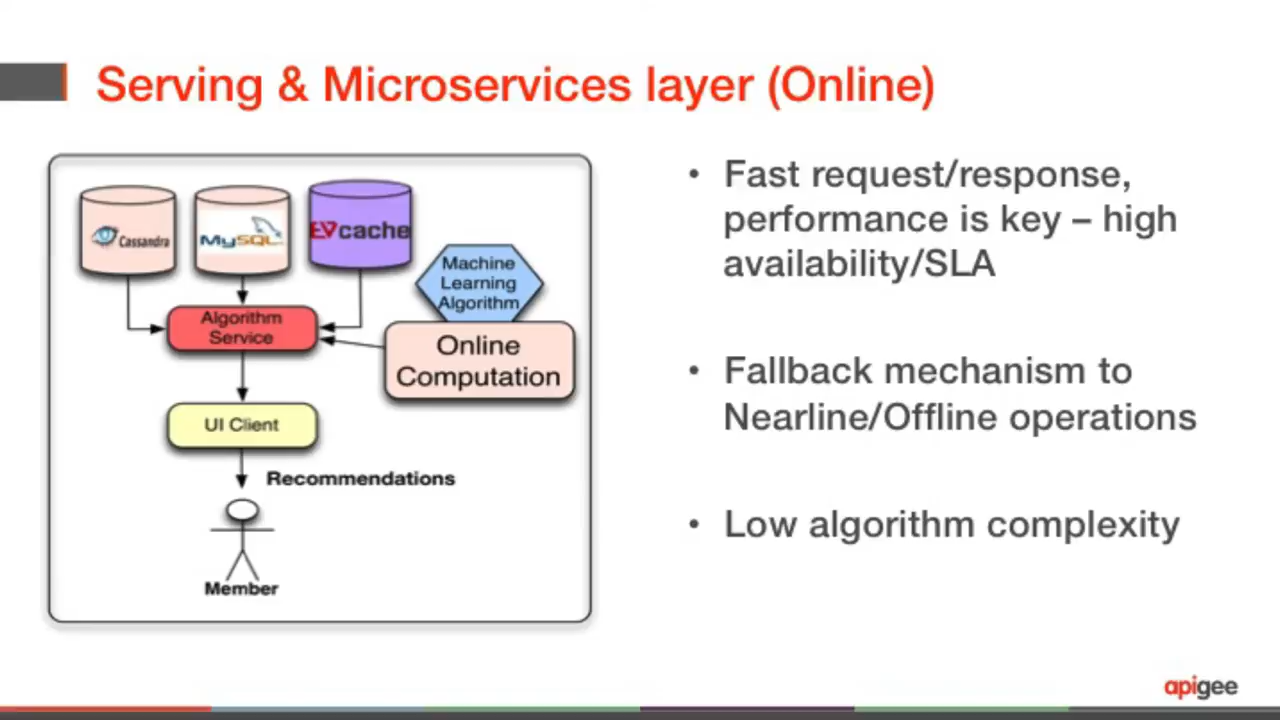 Serving & Microservices layer (Online)
Cassandra
MySQL
EVcache
Machine
Learning
Algorithm
Algorithm
Service
Online
Computation
UI Client
Recommendations
Member
• Fast request/response,
performance is key – high
availability/SLA
• Fallback mechanism to
Nearline/Offline operations
• Low algorithm complexity
apigee